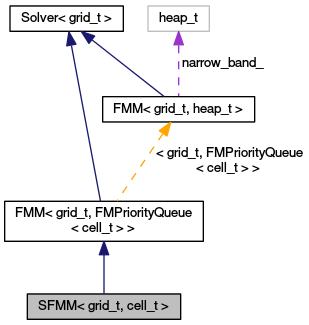 Solver< grid_t >
heap_t
narrow_band_
FMM< grid_t, heap_t >
< grid_t, FMPriorityQueue
< cell_t > >
FMM< grid_t, FMPriorityQueue
< cell_t > >
SFMM< grid_t, cell_t >